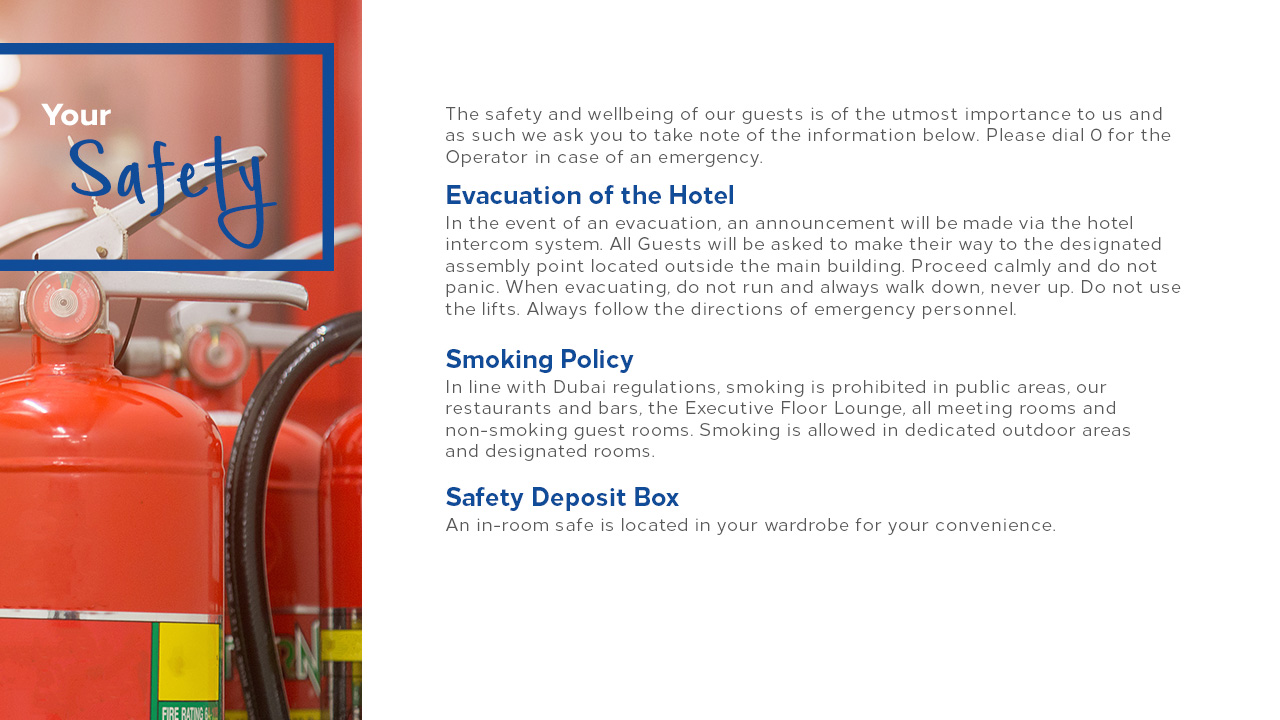 Your
Safety
The safety and wellbeing of our guests is of the utmost importance to us and
as such we ask you to take note of the information below. Please dial 0 for the
Operator in case of an emergency.
Evacuation of the Hotel
In the event of an evacuation, an announcement will be made via the hotel
intercom system. All Guests will be asked to make their way to the designated
assembly point located outside the main building. Proceed calmly and do not
panic. When evacuating, do not run and always walk down, never up. Do not use
the lifts. Always follow the directions of emergency personnel.
Smoking Policy
In line with Dubai regulations, smoking is prohibited in public areas, our
restaurants and bars, the Executive Floor Lounge, all meeting rooms and
non-smoking guest rooms. Smoking is allowed in dedicated outdoor areas
and designated rooms.
Safety Deposit Box
An in-room safe is located in your wardrobe for your convenience.
FIRE RATING